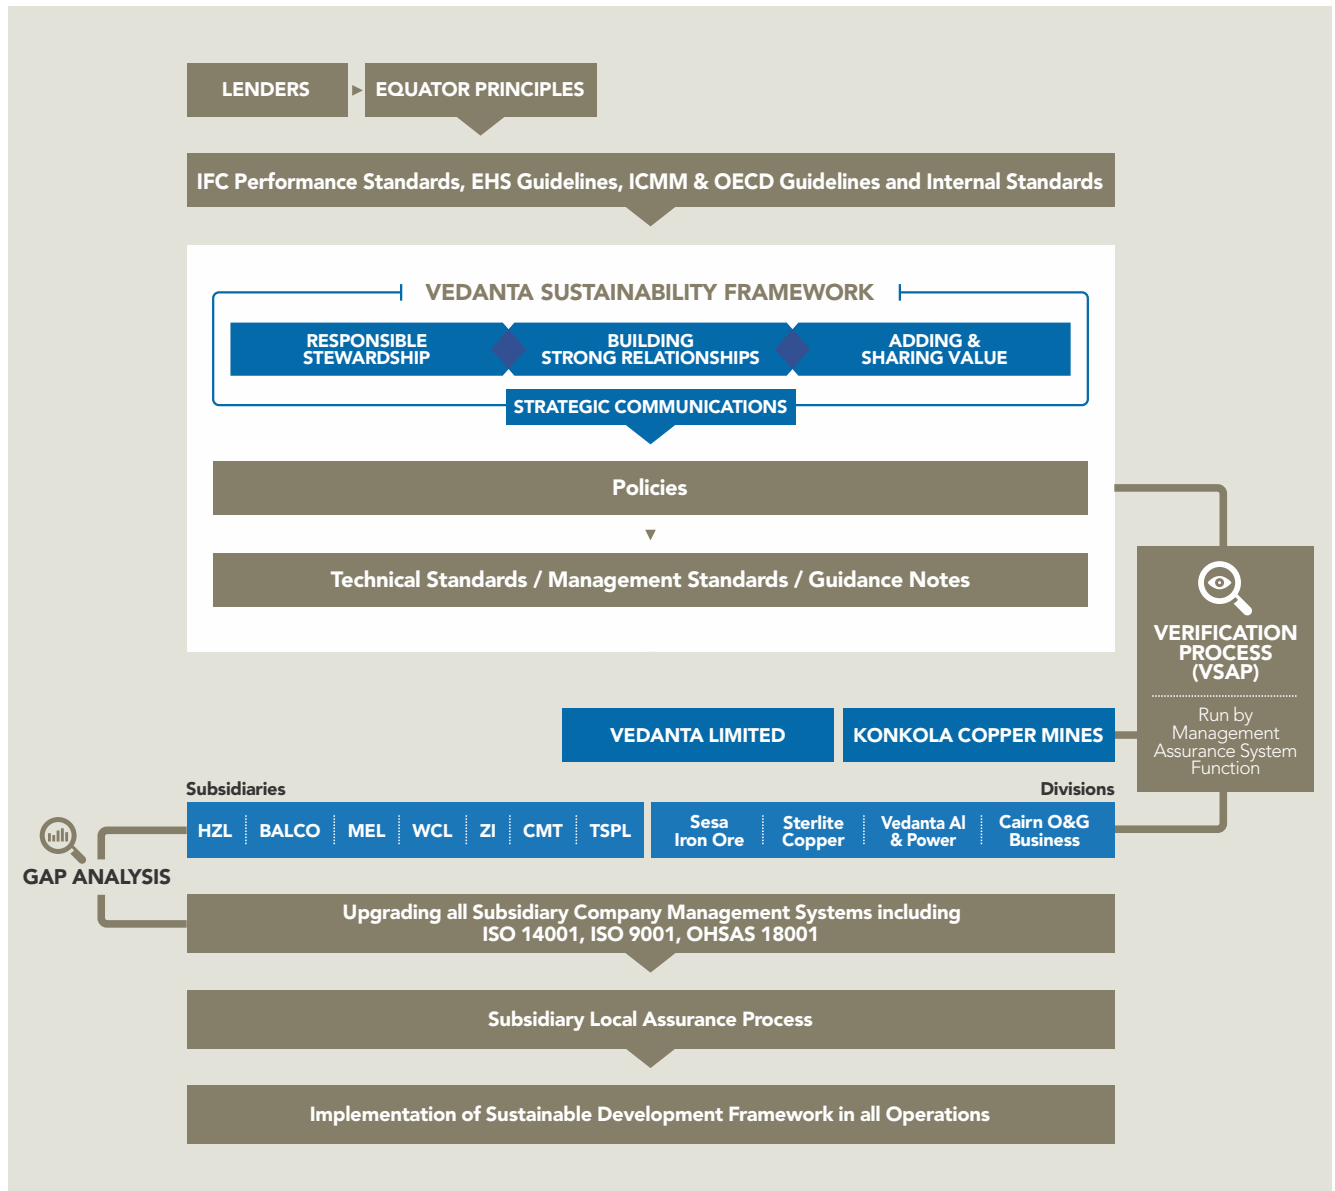 LENDERS
EQUATOR PRINCIPLES
IFC Performance Standards, EHS Guidelines, ICMM & OECD Guidelines and Internal Standards
VEDANTA SUSTAINABILITY FRAMEWORK
RESPONSIBLE
STEWARDSHIP
BUILDING
STRONG RELATIONSHIPS
ADDING &
SHARING VALUE
STRATEGIC COMMUNICATIONS
Policies
Technical Standards / Management Standards / Guidance Notes
VERIFICATION
PROCESS
(VSAP)
Run by
Management
Assurance System
Function
VEDANTA LIMITED
KONKOLA COPPER MINES
Subsidiaries
Divisions
HZL
BALCO
MEL
WCL
ZI
CMT
TSPL
Sesa
Iron Ore
Sterlite
Copper
Vedanta Al
& Power
Cairn O&G
Business
GAP ANALYSIS
Upgrading all Subsidiary Company Management Systems including
ISO 14001, ISO 9001, OHSAS 18001
Subsidiary Local Assurance Process
Implementation of Sustainable Development Framework in all Operations